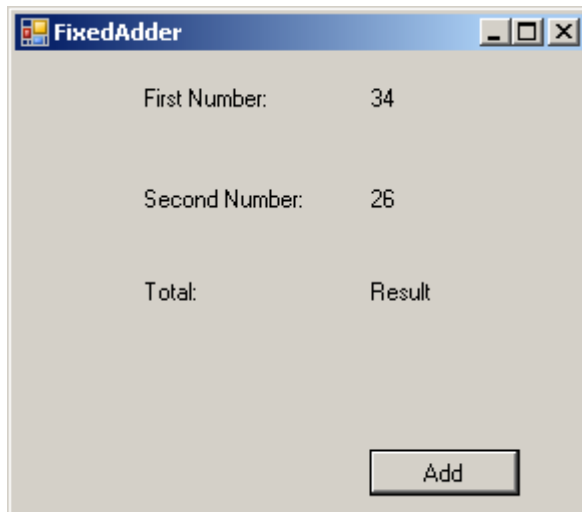 FixedAdder
First Number: 34
Second Number: 26
Total: Result
Add